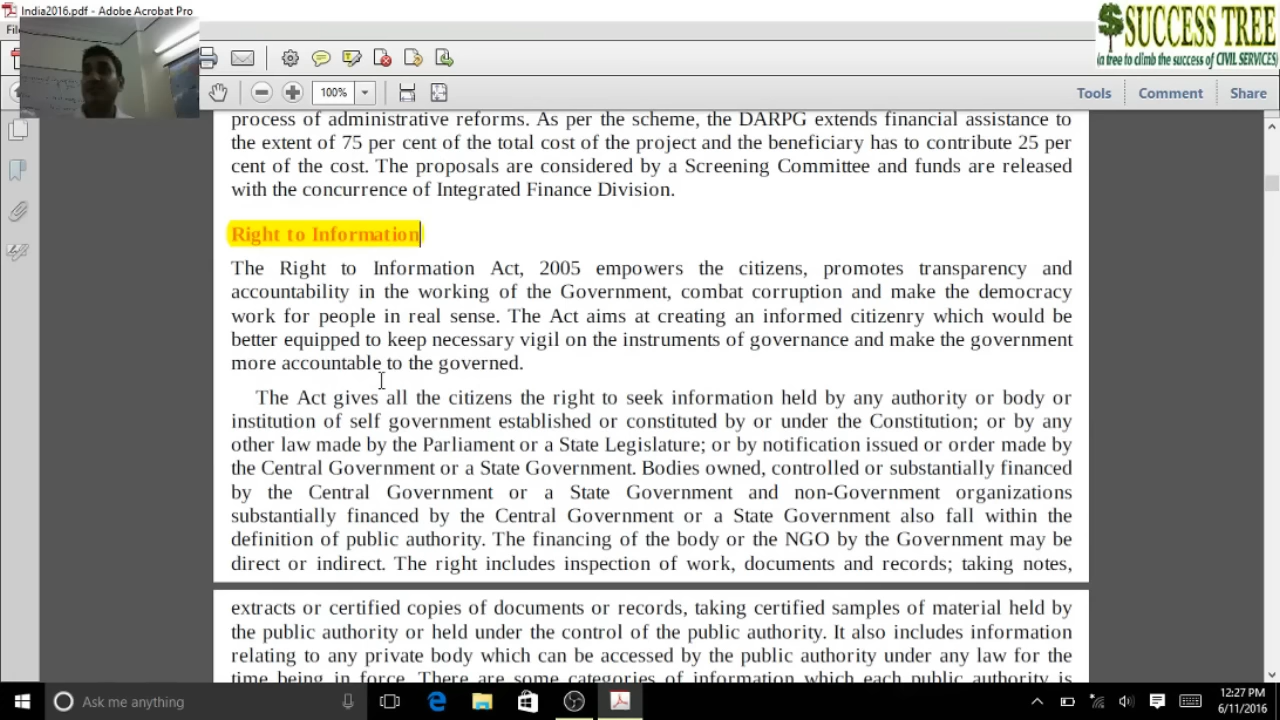 India2016.pdf - Adobe Acrobat Pro
SUCCESS TREE
(a tree to climb the success of CIVIL SERVICES)
100%
Tools
Comment
Share
process of administrative reforms. As per the scheme, the DARPG extends financial assistance to
the extent of 75 per cent of the total cost of the project and the beneficiary has to contribute 25 per
cent of the cost. The proposals are considered by a Screening Committee and funds are released
with the concurrence of Integrated Finance Division.
Right to Information
The Right to Information Act, 2005 empowers the citizens, promotes transparency and
accountability in the working of the Government, combat corruption and make the democracy
work for people in real sense. The Act aims at creating an informed citizenry which would be
better equipped to keep necessary vigil on the instruments of governance and make the government
more accountable to the governed.
The Act gives all the citizens the right to seek information held by any authority or body or
institution of self government established or constituted by or under the Constitution; or by any
other law made by the Parliament or a State Legislature; or by notification issued or order made by
the Central Government or a State Government. Bodies owned, controlled or substantially financed
by the Central Government or a State Government and non-Government organizations
substantially financed by the Central Government or a State Government also fall within the
definition of public authority. The financing of the body or the NGO by the Government may be
direct or indirect. The right includes inspection of work, documents and records; taking notes,
extracts or certified copies of documents or records, taking certified samples of material held by
the public authority or held under the control of the public authority. It also includes information
relating to any private body which can be accessed by the public authority under any law for the
time being in force. There are some categories of information which each public authority is
Ask me anything
12:27 PM
6/11/2016